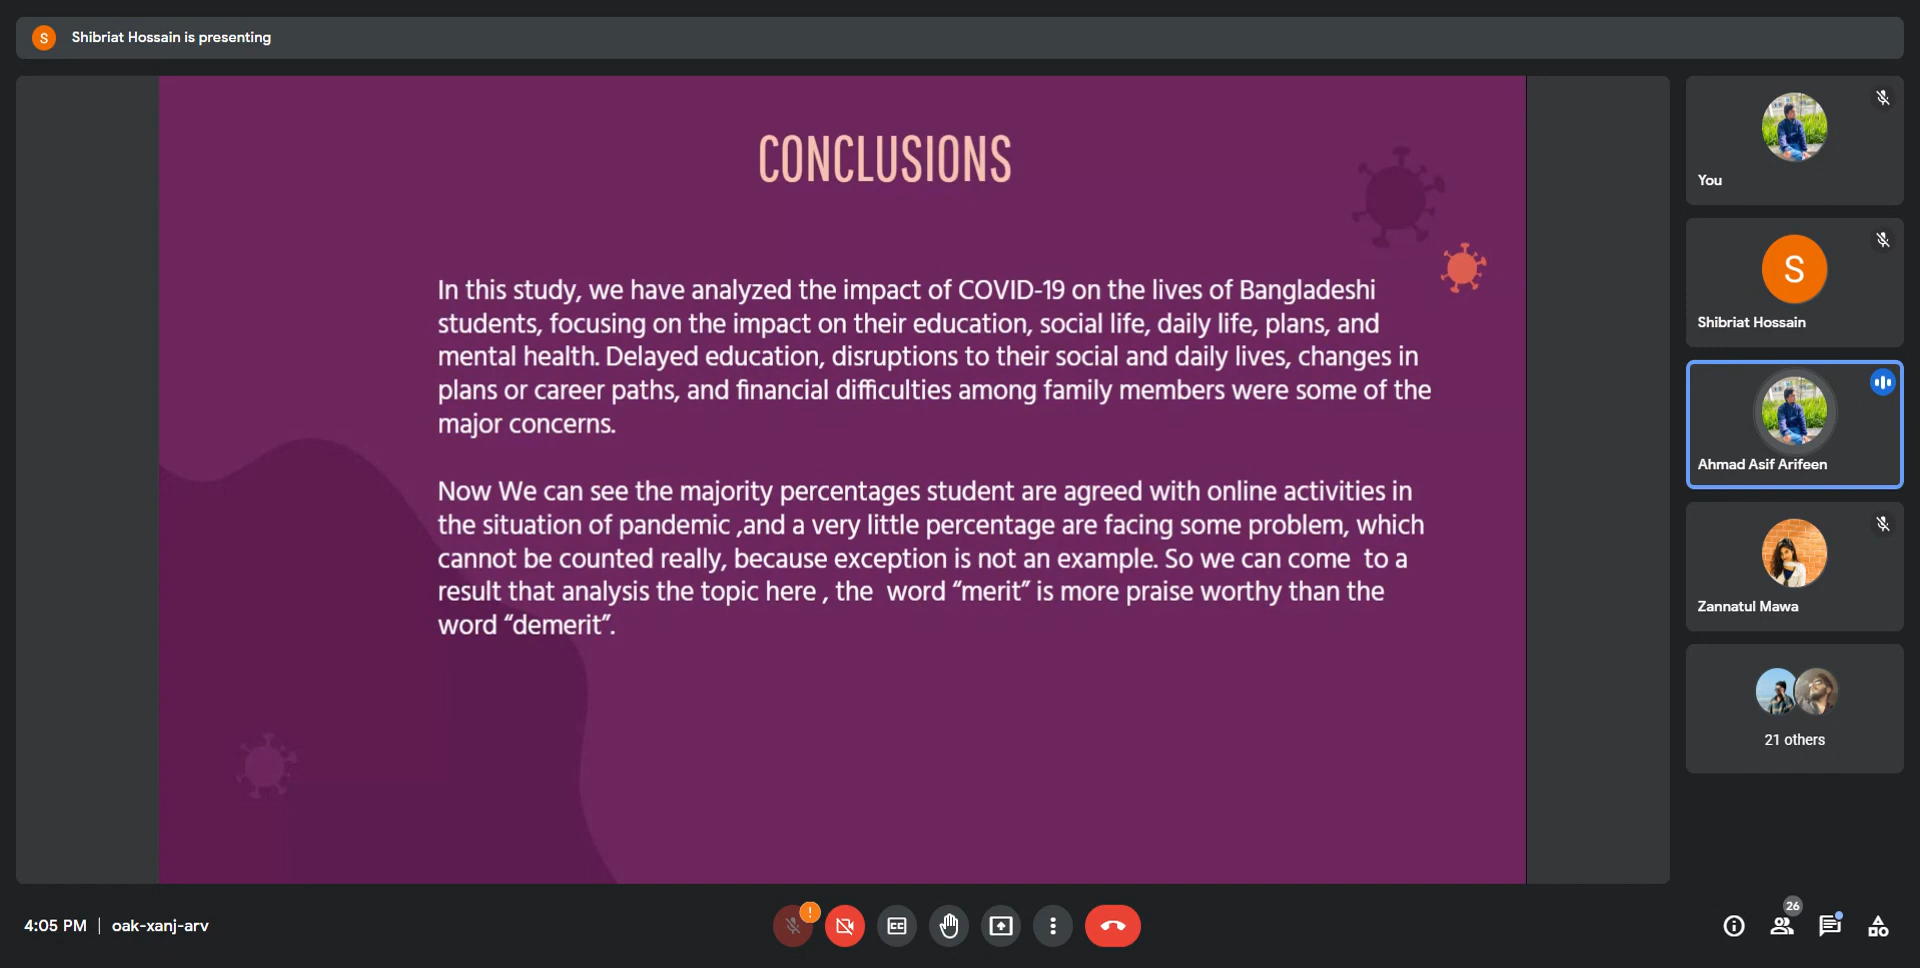 S Shibriat Hossain is presenting
CONCLUSIONS
In this study, we have analyzed the impact of COVID-19 on the lives of Bangladeshi
students, focusing on the impact on their education, social life, daily life, plans, and
mental health. Delayed education, disruptions to their social and daily lives, changes in
plans or career paths, and financial difficulties among family members were some of the
major concerns.
Now We can see the majority percentages student are agreed with online activities in
the situation of pandemic ,and a very little percentage are facing some problem, which
cannot be counted really, because exception is not an example. So we can come  to a
result that analysis the topic here , the  word “merit” is more praise worthy than the
word “demerit”.
You
S
Shibriat Hossain
Ahmad Asif Arifeen
Zannatul Mawa
21 others
4:05 PM | oak-xanj-arv
!
CC
26